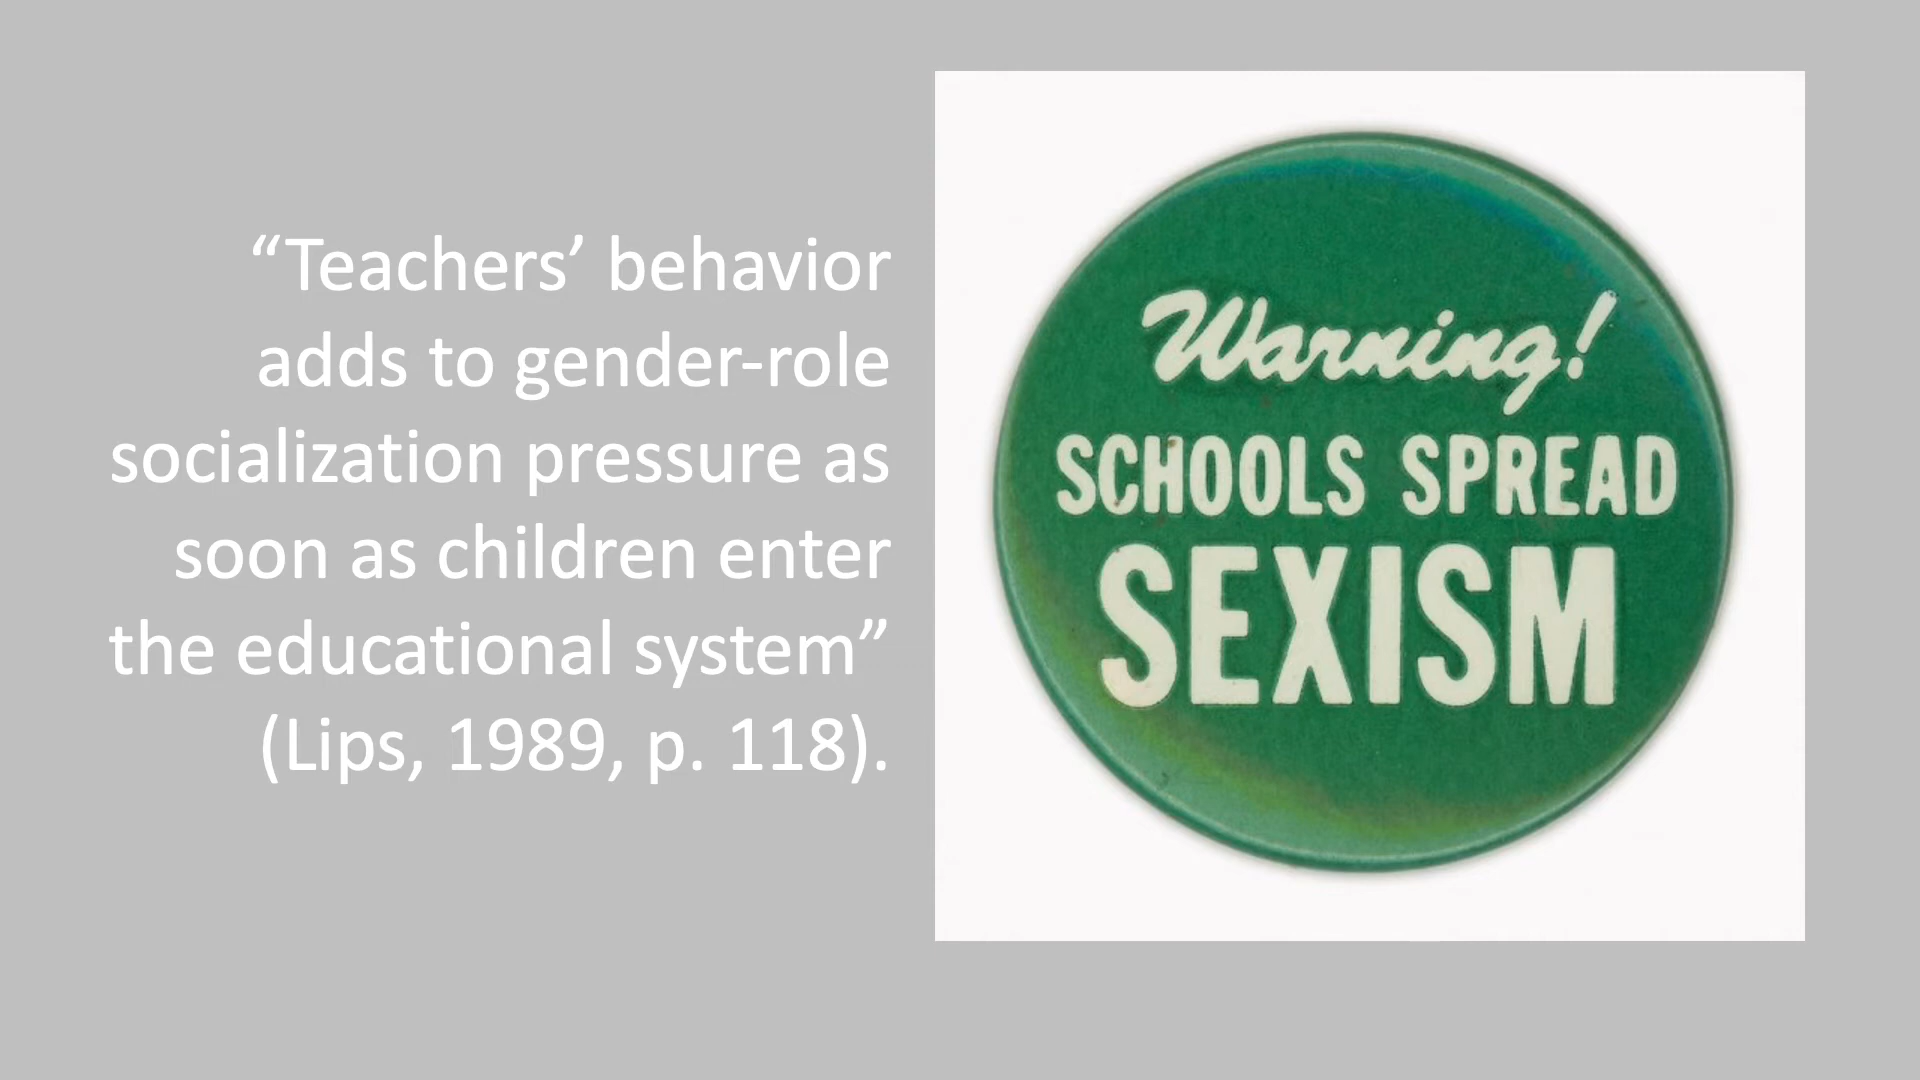 “Teachers’ behavior
adds to gender-role
socialization pressure as
soon as children enter
the educational system”
(Lips, 1989, p. 118).
Warning!
SCHOOLS SPREAD
SEXISM